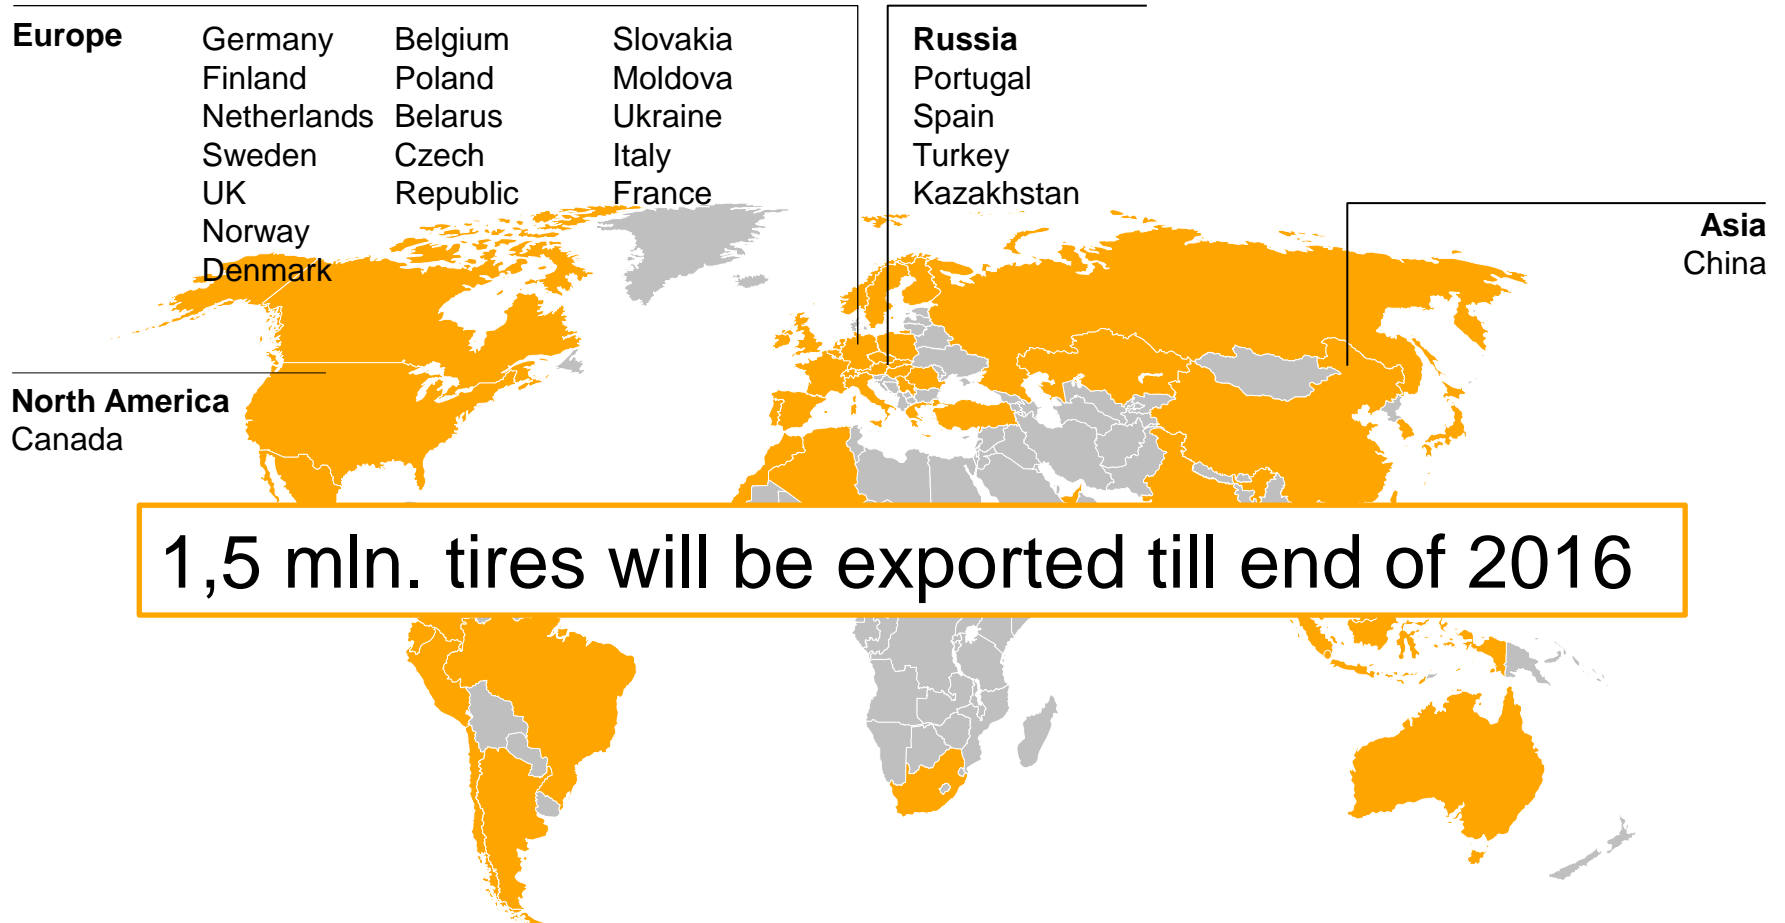 Europe
Germany
Finland
Netherlands
Sweden
UK
Norway
Denmark
Belgium
Poland
Belarus
Czech
Republic
Slovakia
Moldova
Ukraine
Italy
France
Russia
Portugal
Spain
Turkey
Kazakhstan
Asia
China
North America
Canada
1,5 mln. tires will be exported till end of 2016